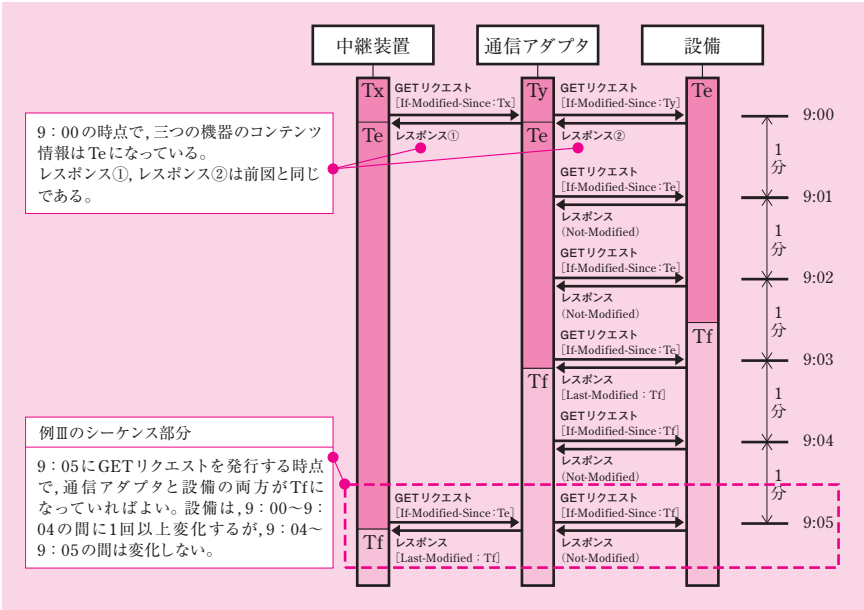 中継装置
通信アダプタ
設備
Tx
GETリクエスト
[If-Modified-Since:Tx]
Ty
GETリクエスト
[If-Modified-Since:Ty]
Te
9:00
Te
レスポンス①
Te
レスポンス②
9:00の時点で,三つの機器のコンテンツ
情報はTeになっている。
レスポンス①,レスポンス②は前図と同じ
である。
1
分
GETリクエスト
[If-Modified-Since:Te]
9:01
レスポンス
(Not-Modified)
1
分
GETリクエスト
[If-Modified-Since:Te]
9:02
レスポンス
(Not-Modified)
1
分
Tf
GETリクエスト
[If-Modified-Since:Te]
9:03
Tf
レスポンス
[Last-Modified:Tf]
1
分
GETリクエスト
[If-Modified-Since:Tf]
9:04
レスポンス
(Not-Modified)
1
分
例Ⅲのシーケンス部分
9:05にGETリクエストを発行する時点
で,通信アダプタと設備の両方がTfに
なっていればよい。設備は,9:00~9:
04の間に1回以上変化するが,9:04~
9:05の間は変化しない。
GETリクエスト
[If-Modified-Since:Te]
GETリクエスト
[If-Modified-Since:Tf]
9:05
Tf
レスポンス
[Last-Modified:Tf]
レスポンス
(Not-Modified)